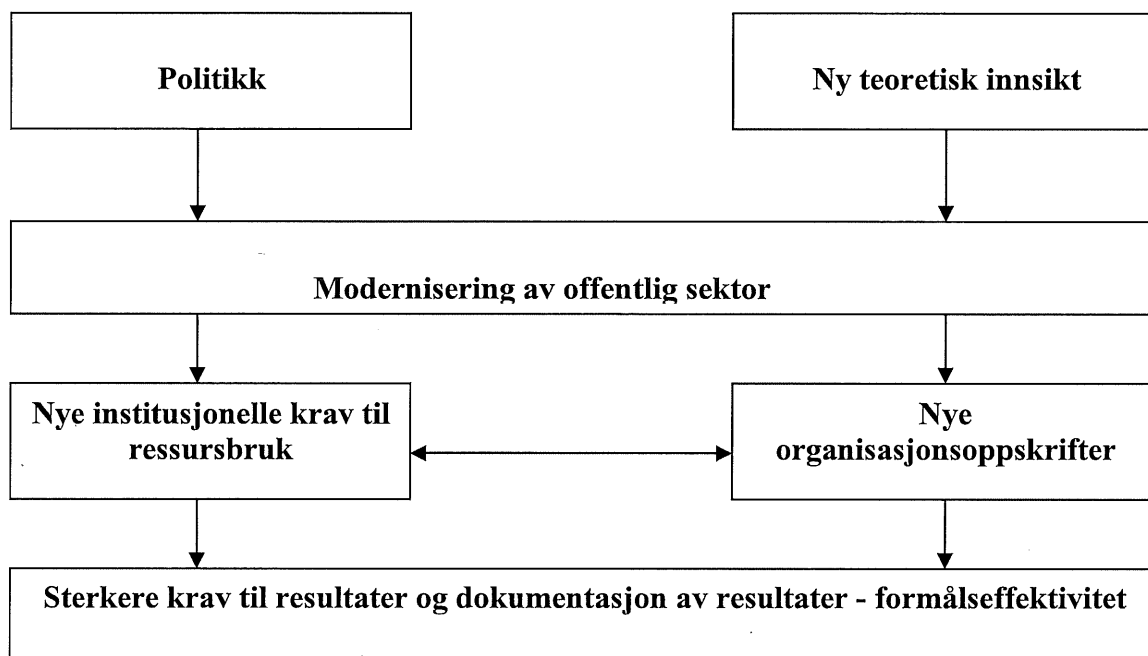 Politikk
Ny teoretisk innsikt
Modernisering av offentlig sektor
Nye institusjonelle krav til
ressursbruk
Nye
organisasjonsoppskrifter
Sterkere krav til resultater og dokumentasjon av resultater - formålseffektivitet